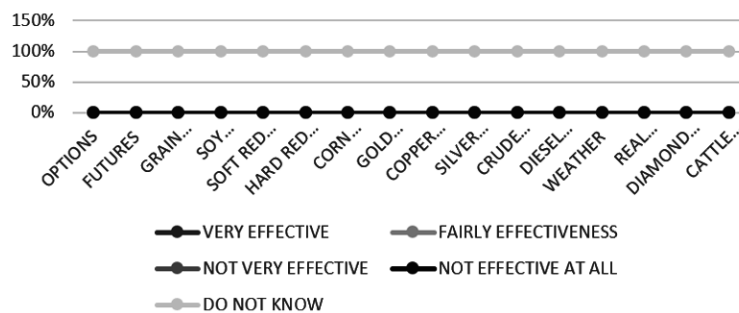 150%
100%
50%
0%
OPTIONS
FUTURES
GRAIN...
SOY...
SOFT RED...
HARD RED...
CORN...
GOLD...
COPPER...
SILVER...
CRUDE...
DIESEL...
WEATHER
REAL...
DIAMOND...
CATTLE...
VERY EFFECTIVE FAIRLY EFFECTIVENESS
NOT VERY EFFECTIVE NOT EFFECTIVE AT ALL
DO NOT KNOW